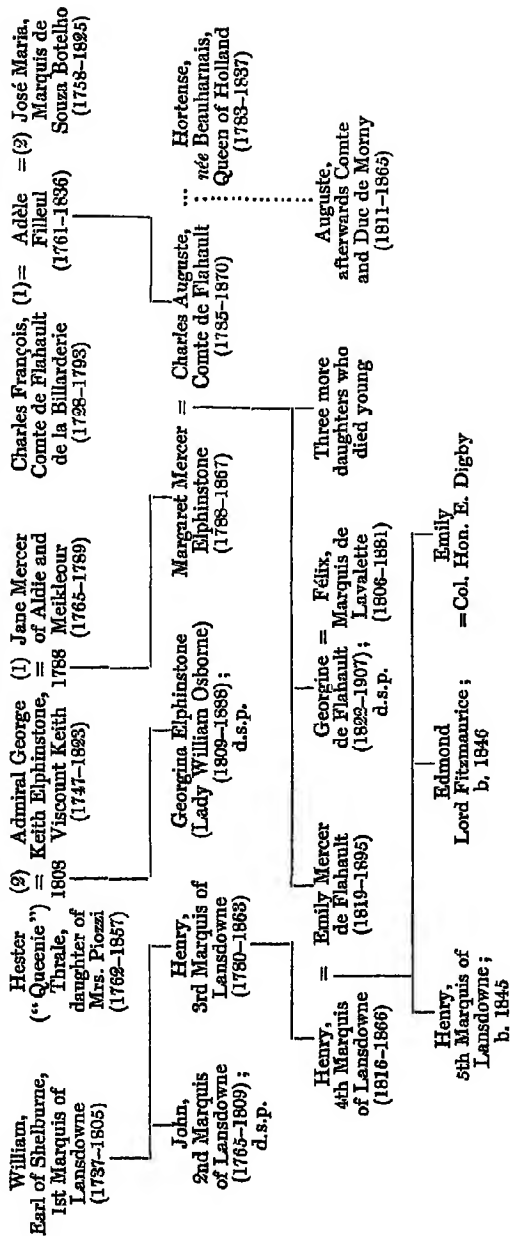 William,
Earl of Shelburne,
1st Marquis of
Lansdowne
(1737–1805)
Hester
(“Queenie”)
Thrale,
daughter of
Mrs. Piozzi
(1762–1857)
(2)
=
1808
Admiral George
Keith Elphinstone,
Viscount Keith
(1747–1823)
(1)
=
1788
Jane Mercer
of Aldie and
Meikleour
(1765–1789)
Charles François,
Comte de Flahault
de la Billarderie
(1728–1793)
(1)=
Adèle
Filleul
(1761–1836)
=(2)
José Maria,
Marquis de
Souza Botelho
(1758–1825)
John,
2nd Marquis
of Lansdowne
(1765–1809);
d.s.p.
Henry,
3rd Marquis of
Lansdowne
(1780–1863)
Georgina Elphinstone
(Lady William Osborne)
(1809–1888);
d.s.p.
Margaret Mercer
Elphinstone
(1788–1867)
=
Charles Auguste,
Comte de Flahault
(1785–1870)
...
Hortense,
née Beauharnais,
Queen of Holland
(1783–1837)
Henry,
4th Marquis
of Lansdowne
(1816–1866)
=
Emily Mercer
de Flahault
(1819–1895)
Georgine
de Flahault
(1822–1907);
d.s.p.
=
Félix,
Marquis de
Lavalette
(1806–1881)
Three more
daughters who
died young
Auguste,
afterwards Comte
and Duc de Morny
(1811–1865)
Henry,
5th Marquis of
Lansdowne;
b. 1845
Edmond
Lord Fitzmaurice;
b. 1846
Emily
=Col. Hon. E. Digby